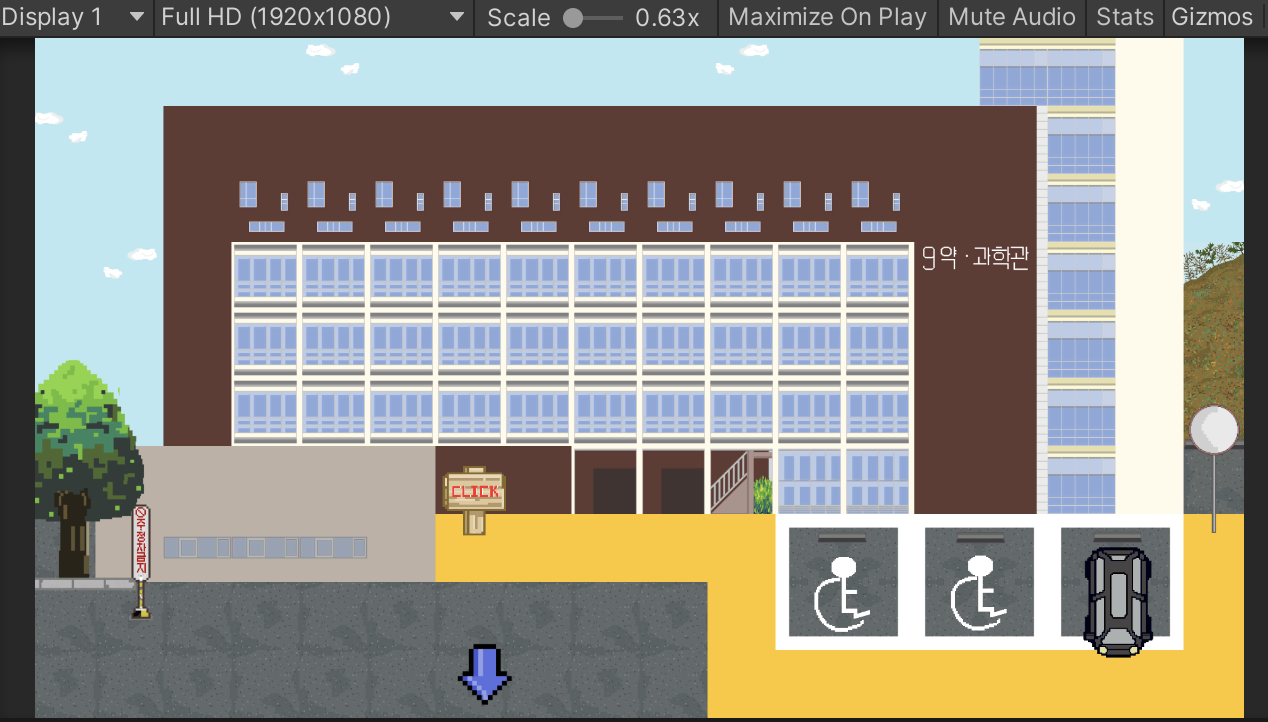 Display 1 Full HD (1920x1080) Scale 0.63x Maximize On Play Mute Audio Stats Gizmos
9약·과학관
CLICK
주정차금지